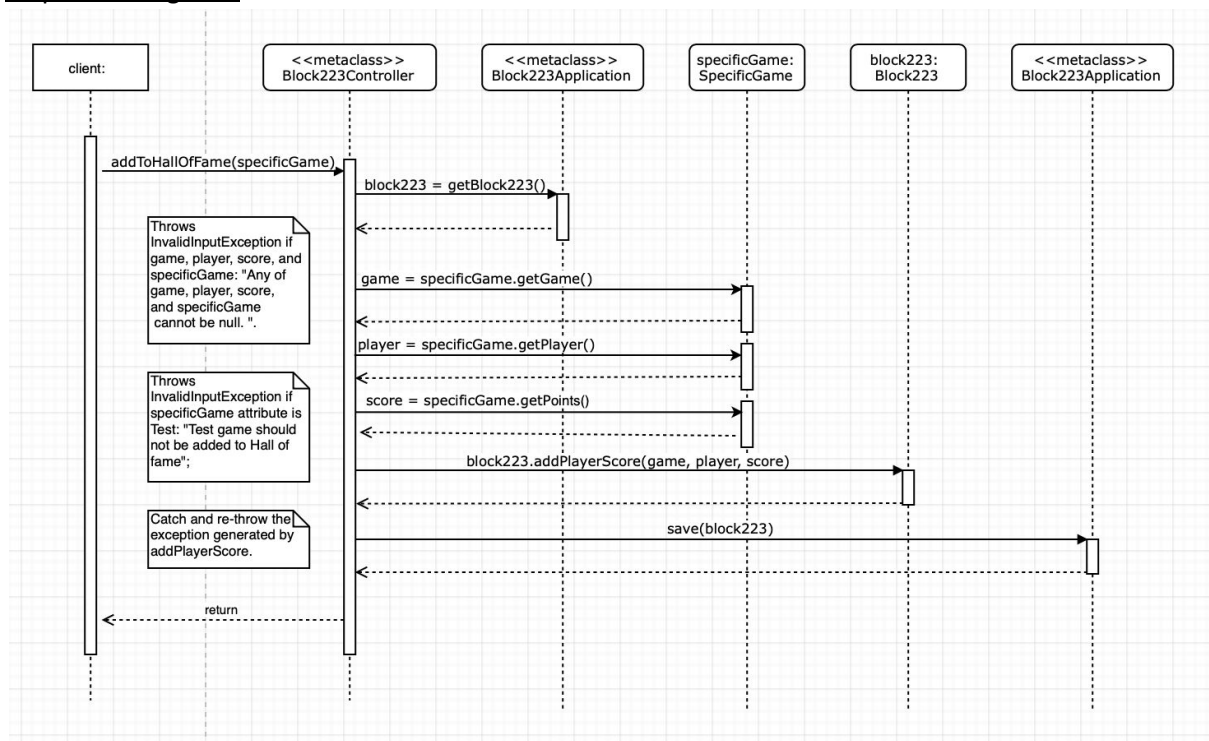 client:
<<metaclass>>
Block223Controller
<<metaclass>>
Block223Application
specificGame:
SpecificGame
block223:
Block223
<<metaclass>>
Block223Application
addToHallOfFame(specificGame)
block223 = getBlock223()
Throws
InvalidInputException if
game, player, score, and
specificGame: "Any of
game, player, score,
and specificGame
cannot be null. ".
game = specificGame.getGame()
player = specificGame.getPlayer()
Throws
InvalidInputException if
specificGame attribute is
Test: "Test game should
not be added to Hall of
fame";
score = specificGame.getPoints()
block223.addPlayerScore(game, player, score)
Catch and re-throw the
exception generated by
addPlayerScore.
save(block223)
return